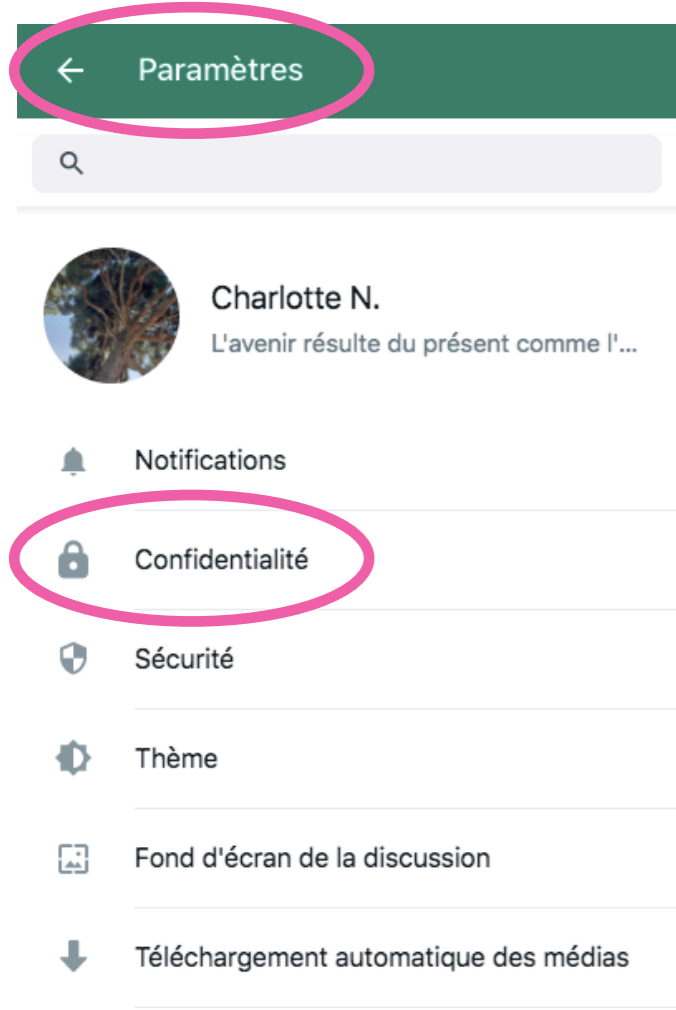 Paramètres
Charlotte N.
L'avenir résulte du présent comme l'...
Notifications
Confidentialité
Sécurité
Thème
Fond d'écran de la discussion
Téléchargement automatique des médias